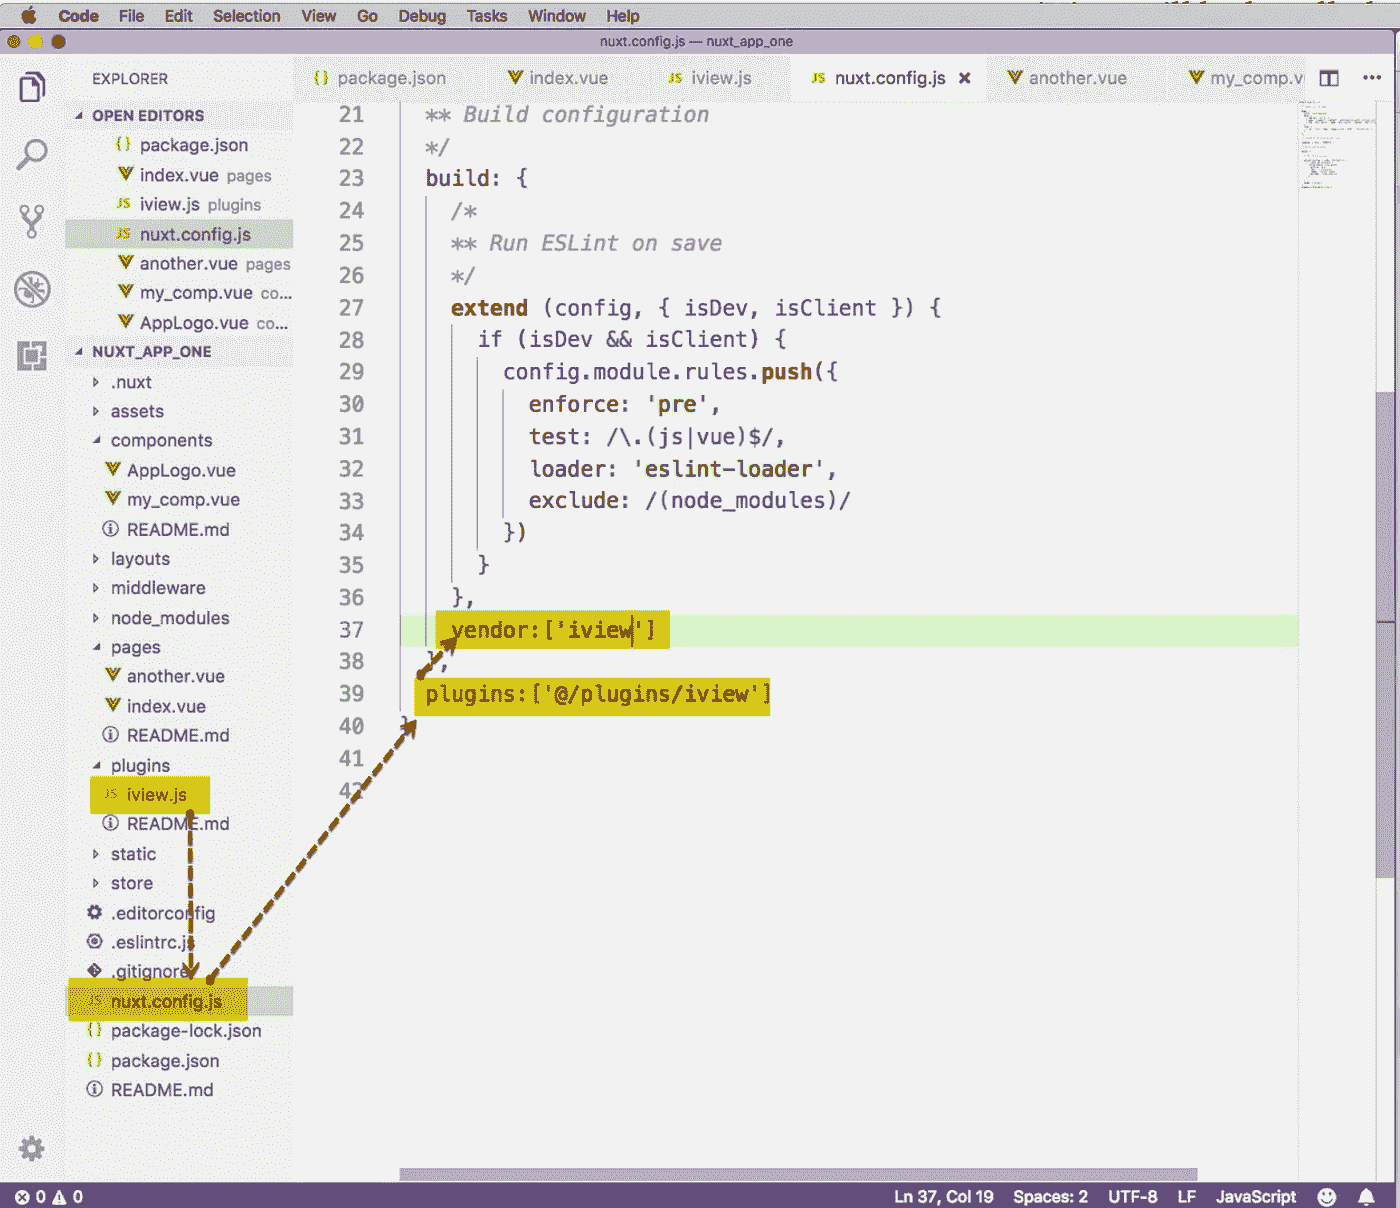 Code File Edit Selection View Go Debug Tasks Window Help
nuxt.config.js — nuxt_app_one
EXPLORER
OPEN EDITORS
{} package.json
index.vue pages
JS iview.js plugins
JS nuxt.config.js
another.vue pages
my_comp.vue co...
AppLogo.vue co...
NUXT_APP_ONE
.nuxt
assets
components
AppLogo.vue
my_comp.vue
README.md
layouts
middleware
node_modules
pages
another.vue
index.vue
README.md
plugins
JS iview.js
README.md
static
store
.editorconfig
.eslintrc.js
.gitignore
JS nuxt.config.js
{} package-lock.json
{} package.json
README.md
{} package.json index.vue JS iview.js JS nuxt.config.js × another.vue my_comp.v
21 ** Build configuration
22 */
23 build: {
24 /*
25 ** Run ESLint on save
26 */
27 extend (config, { isDev, isClient }) {
28 if (isDev && isClient) {
29 config.module.rules.push({
30 enforce: 'pre',
31 test: /\.(js|vue)$/,
32 loader: 'eslint-loader',
33 exclude: /(node_modules)/
34 })
35 }
36 },
37 vendor:['iview']
38 },
39 plugins:['@/plugins/iview']
40 }
41
42
0 0 Ln 37, Col 19 Spaces: 2 UTF-8 LF JavaScript